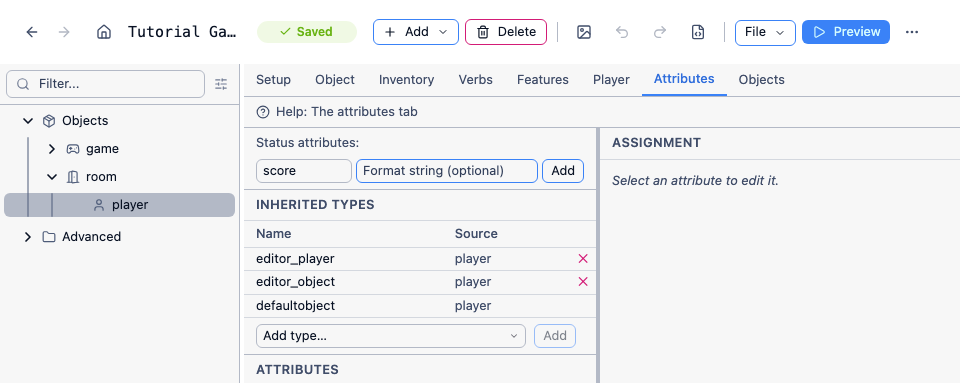 Tutorial Ga… Saved Add Delete File Preview
Filter...
Objects
game
room
player
Advanced
Setup Object Inventory Verbs Features Player Attributes Objects
Help: The attributes tab
Status attributes:
score Format string (optional) Add
INHERITED TYPES
Name Source
editor_player player
editor_object player
defaultobject player
Add type... Add
ATTRIBUTES
ASSIGNMENT
Select an attribute to edit it.